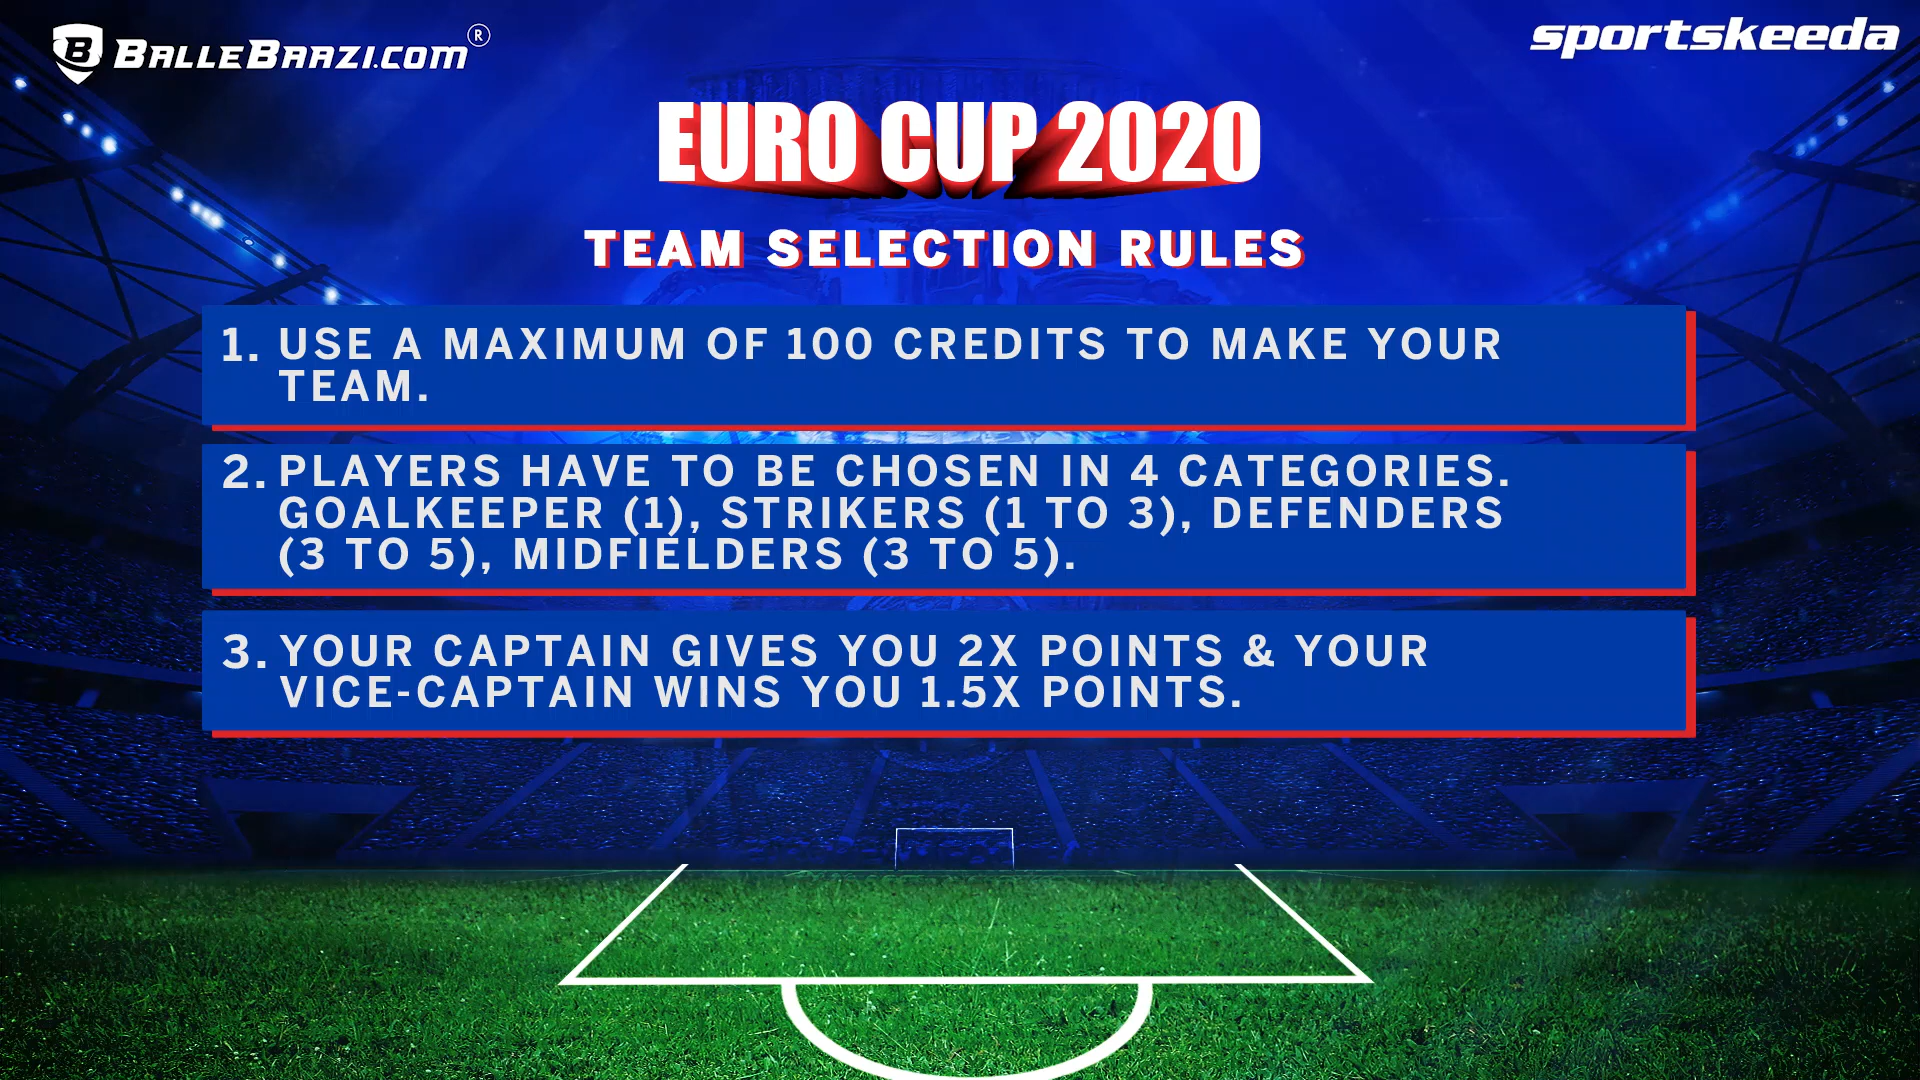 BALLEBAAZI.COM®
sportskeeda
EURO CUP 2020
TEAM SELECTION RULES
1. USE A MAXIMUM OF 100 CREDITS TO MAKE YOUR
TEAM.
2. PLAYERS HAVE TO BE CHOSEN IN 4 CATEGORIES.
GOALKEEPER (1), STRIKERS (1 TO 3), DEFENDERS
(3 TO 5), MIDFIELDERS (3 TO 5).
3. YOUR CAPTAIN GIVES YOU 2X POINTS & YOUR
VICE-CAPTAIN WINS YOU 1.5X POINTS.